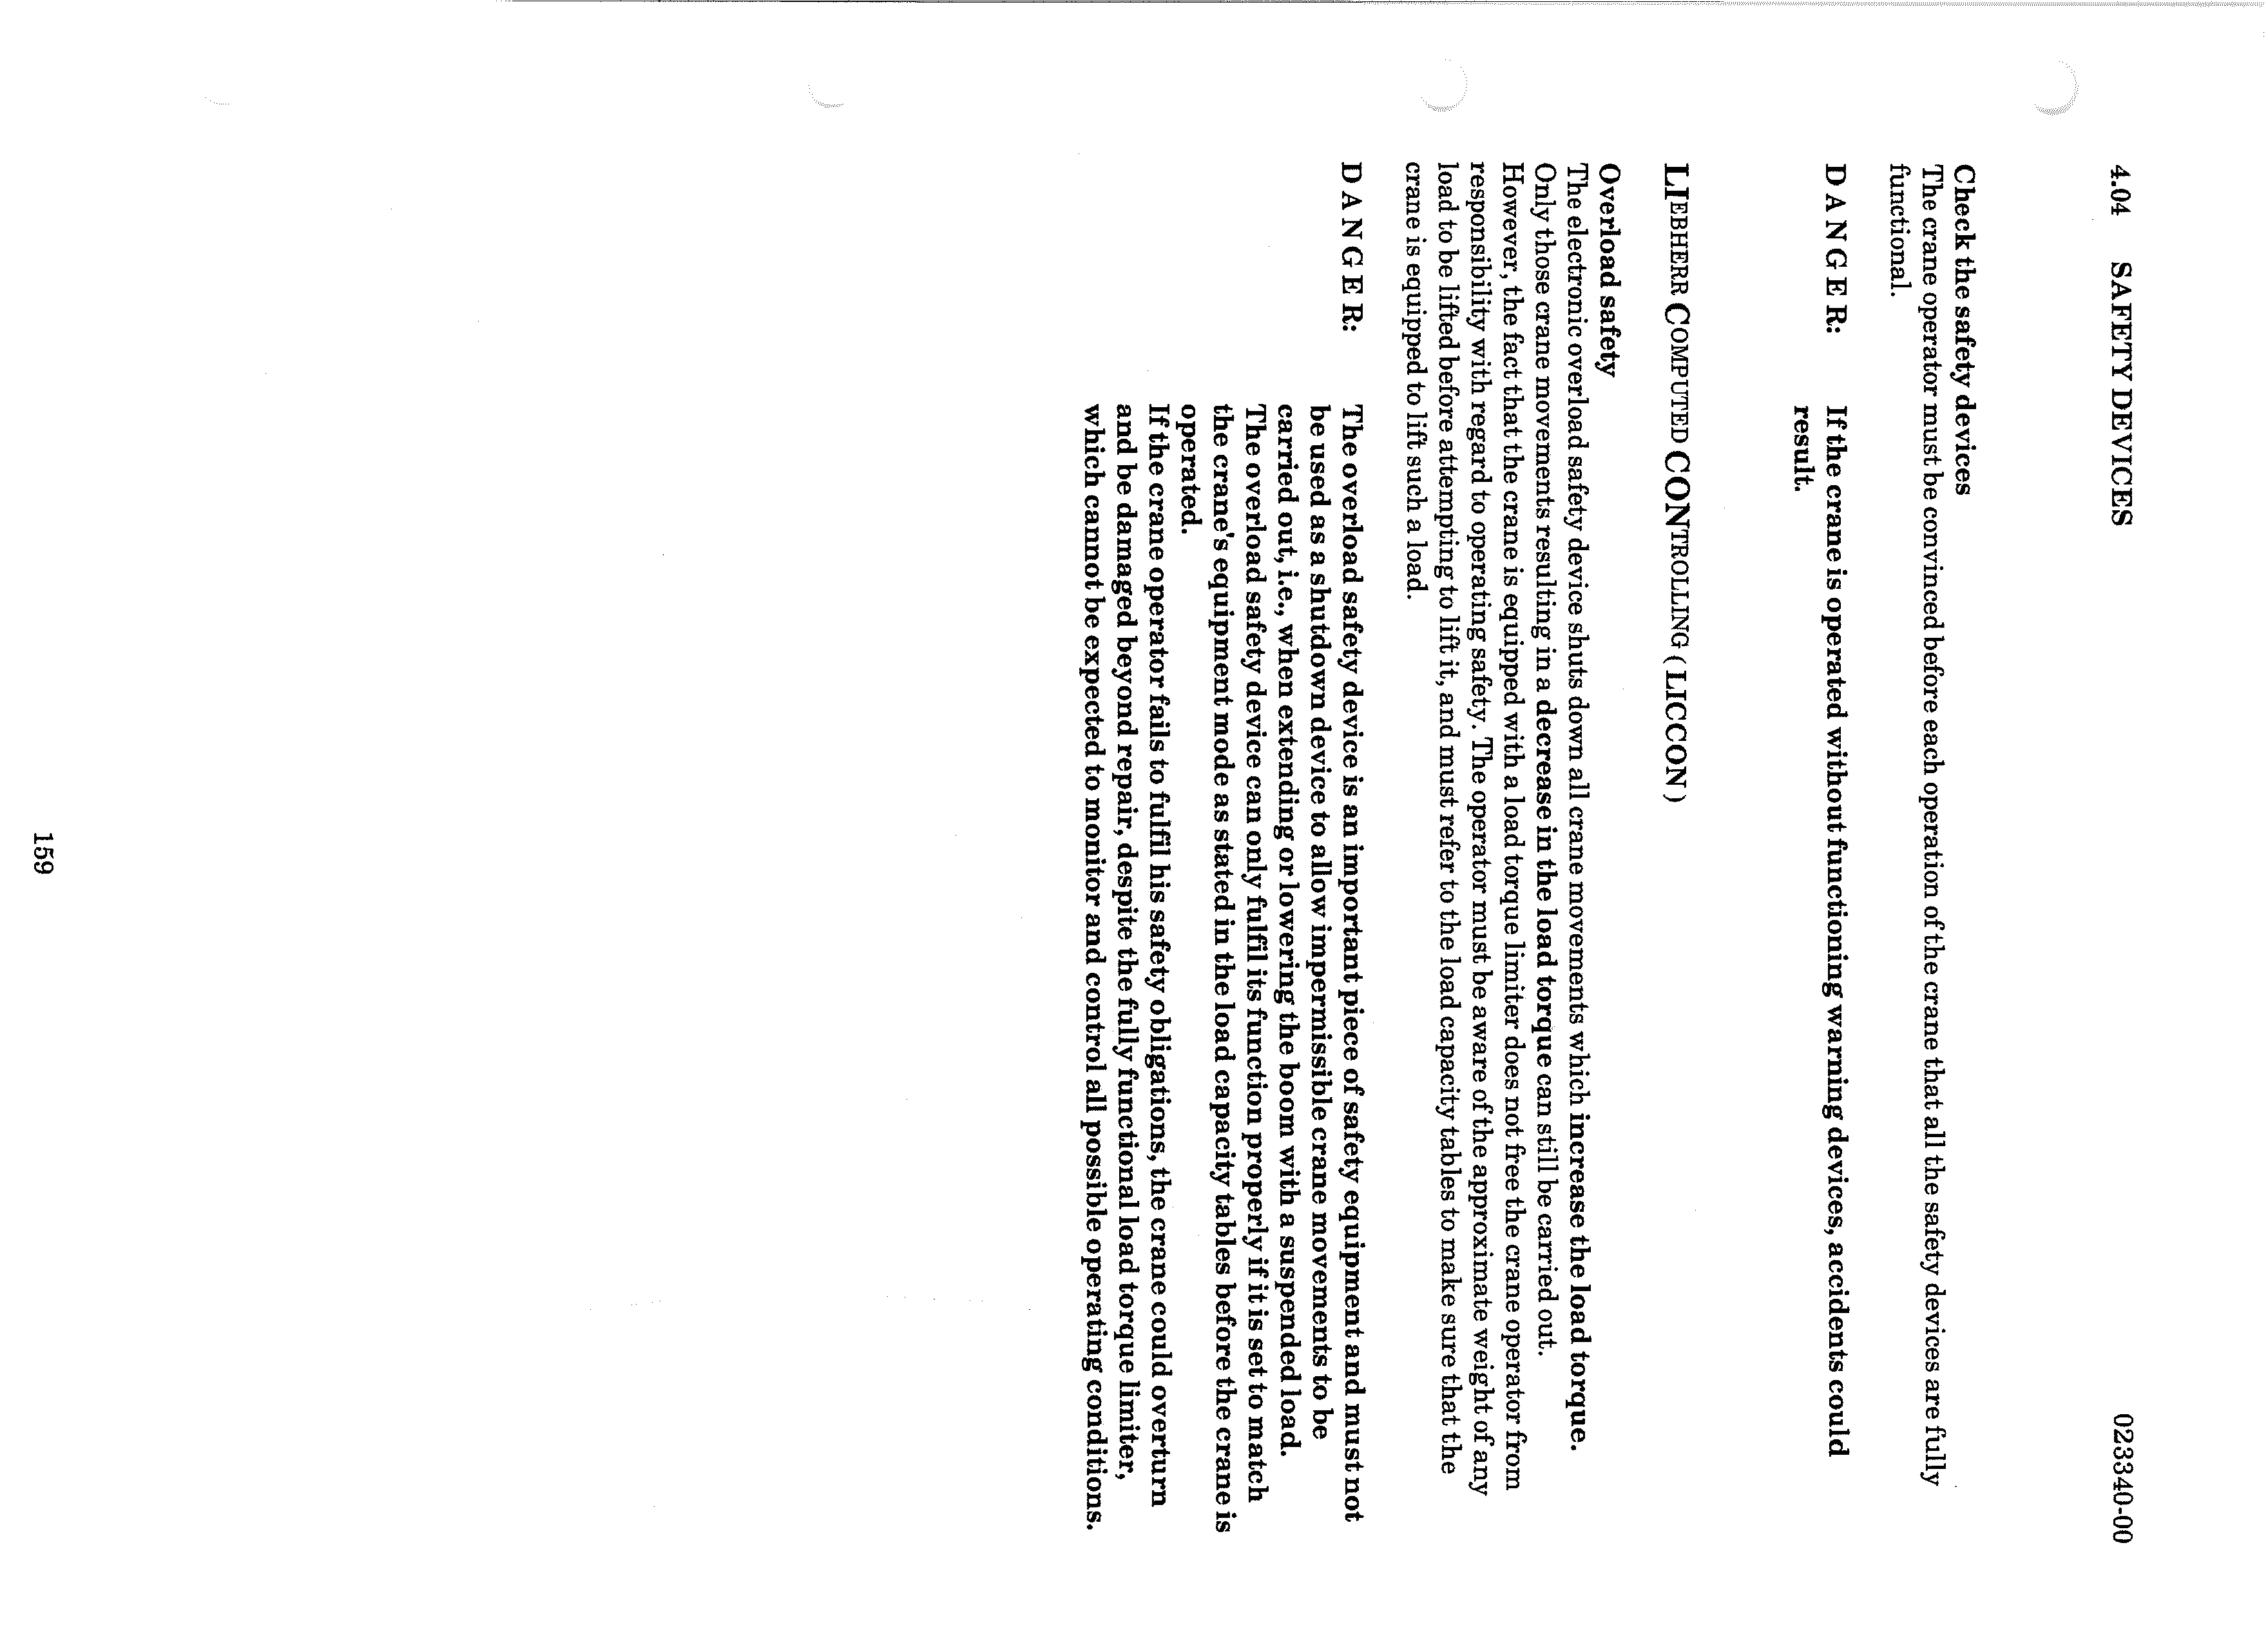 4.04 SAFETY DEVICES 023340-00
Check the safety devices
The crane operator must be convinced before each operation of the crane that all the safety devices are fully
functional.
D A N G E R: If the crane is operated without functioning warning devices, accidents could
result.
LIEBHERR COMPUTED CONTROLLING ( LICCON )
Overload safety
The electronic overload safety device shuts down all crane movements which increase the load torque.
Only those crane movements resulting in a decrease in the load torque can still be carried out.
However, the fact that the crane is equipped with a load torque limiter does not free the crane operator from
responsibility with regard to operating safety. The operator must be aware of the approximate weight of any
load to be lifted before attempting to lift it, and must refer to the load capacity tables to make sure that the
crane is equipped to lift such a load.
D A N G E R: The overload safety device is an important piece of safety equipment and must not
be used as a shutdown device to allow impermissible crane movements to be
carried out, i.e., when extending or lowering the boom with a suspended load.
The overload safety device can only fulfil its function properly if it is set to match
the crane's equipment mode as stated in the load capacity tables before the crane is
operated.
If the crane operator fails to fulfil his safety obligations, the crane could overturn
and be damaged beyond repair, despite the fully functional load torque limiter,
which cannot be expected to monitor and control all possible operating conditions.
159